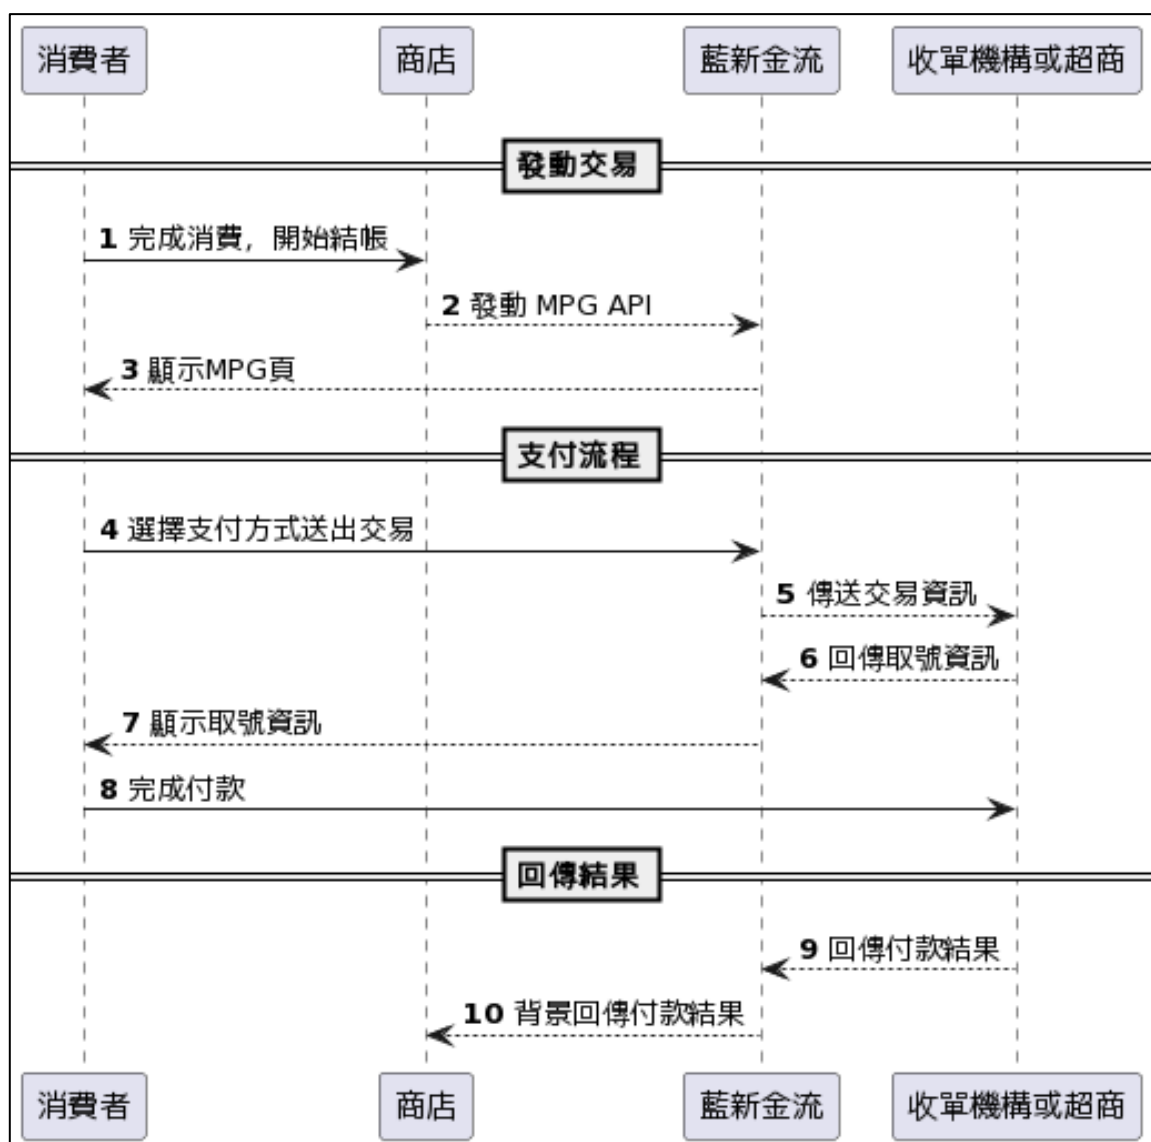 消費者 商店 藍新金流 收單機構或超商
發動交易
1 完成消費，開始結帳
2 發動 MPG API
3 顯示MPG頁
支付流程
4 選擇支付方式送出交易
5 傳送交易資訊
6 回傳取號資訊
7 顯示取號資訊
8 完成付款
回傳結果
9 回傳付款結果
10 背景回傳付款結果
消費者 商店 藍新金流 收單機構或超商